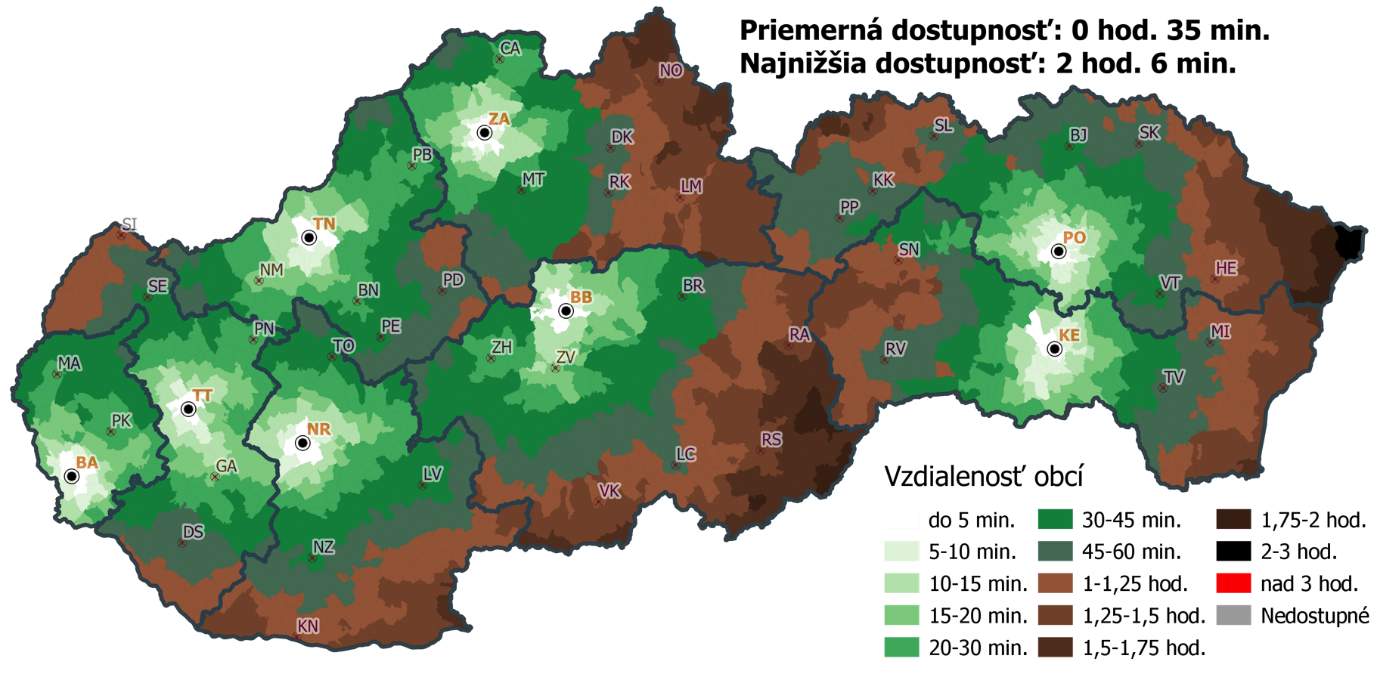 Priemerná dostupnosť: 0 hod. 35 min.
Najnižšia dostupnosť: 2 hod. 6 min.
CA
NO
ZA
DK
SL
BJ
SK
PB
MT
RK
LM
KK
PP
SI
TN
PO
NM
SN
HE
SE
BN
PD
BB
BR
VT
PN
TO
PE
ZH
ZV
RA
RV
KE
MI
MA
TV
TT
PK
NR
RS
BA
GA
LV
LC
VK
DS
NZ
KN
Vzdialenosť obcí
do 5 min.
5-10 min.
10-15 min.
15-20 min.
20-30 min.
30-45 min.
45-60 min.
1-1,25 hod.
1,25-1,5 hod.
1,5-1,75 hod.
1,75-2 hod.
2-3 hod.
nad 3 hod.
Nedostupné